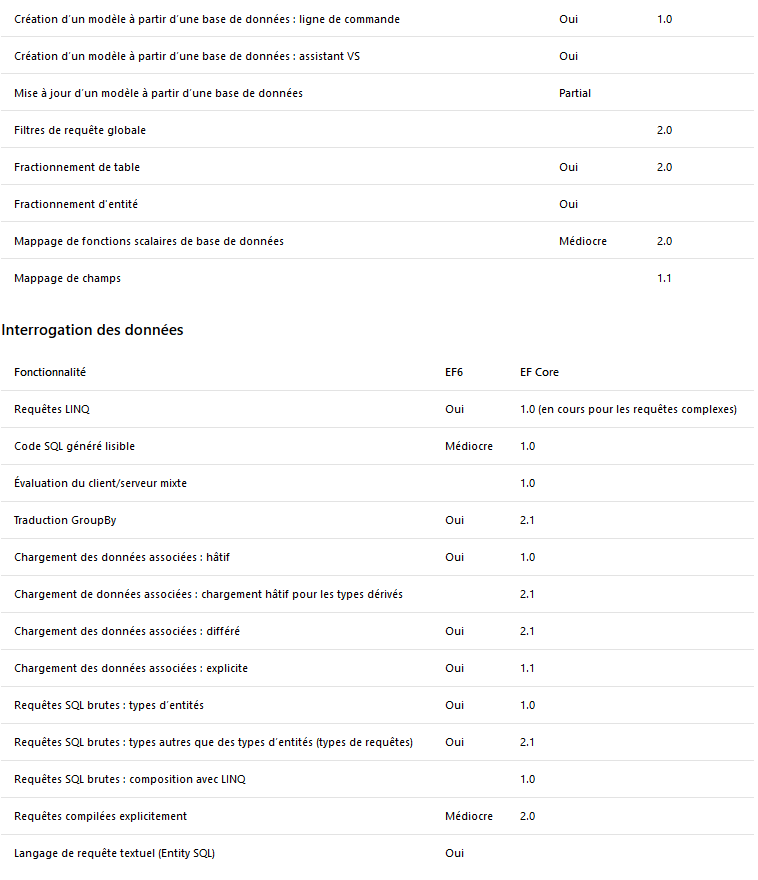 Création d'un modèle à partir d'une base de données : ligne de commande Oui 1.0
Création d'un modèle à partir d'une base de données : assistant VS Oui
Mise à jour d'un modèle à partir d'une base de données Partial
Filtres de requête globale 2.0
Fractionnement de table Oui 2.0
Fractionnement d'entité Oui
Mappage de fonctions scalaires de base de données Médiocre 2.0
Mappage de champs 1.1
Interrogation des données
Fonctionnalité EF6 EF Core
Requêtes LINQ Oui 1.0 (en cours pour les requêtes complexes)
Code SQL généré lisible Médiocre 1.0
Évaluation du client/serveur mixte 1.0
Traduction GroupBy Oui 2.1
Chargement des données associées : hâtif Oui 1.0
Chargement de données associées : chargement hâtif pour les types dérivés 2.1
Chargement des données associées : différé Oui 2.1
Chargement des données associées : explicite Oui 1.1
Requêtes SQL brutes : types d'entités Oui 1.0
Requêtes SQL brutes : types autres que des types d'entités (types de requêtes) Oui 2.1
Requêtes SQL brutes : composition avec LINQ 1.0
Requêtes compilées explicitement Médiocre 2.0
Langage de requête textuel (Entity SQL) Oui